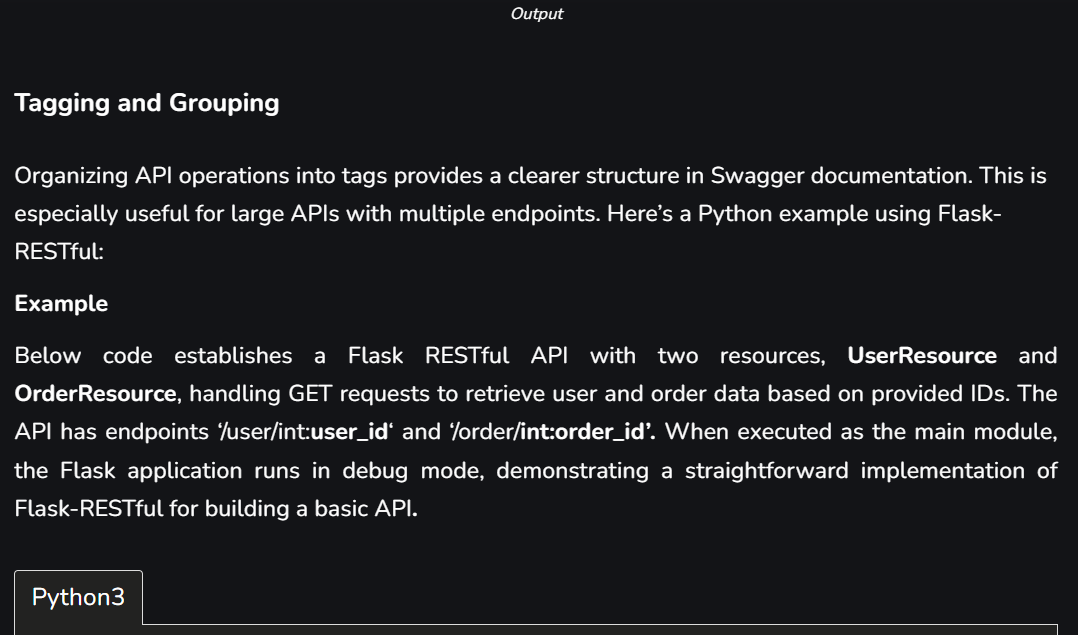 Output
Tagging and Grouping
Organizing API operations into tags provides a clearer structure in Swagger documentation. This is
especially useful for large APIs with multiple endpoints. Here’s a Python example using Flask-
RESTful:
Example
Below code establishes a Flask RESTful API with two resources, UserResource and
OrderResource, handling GET requests to retrieve user and order data based on provided IDs. The
API has endpoints ‘/user/int:user_id‘ and ‘/order/int:order_id’. When executed as the main module,
the Flask application runs in debug mode, demonstrating a straightforward implementation of
Flask-RESTful for building a basic API.
Python3